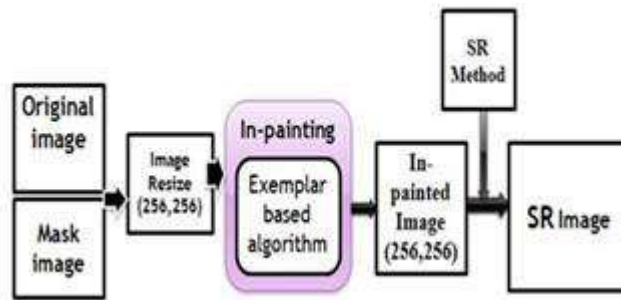 SR
Method
Original
image
Mask
image
Image
Resize
(256,256)
In-painting
Exemplar
based
algorithm
In-
painted
Image
(256,256)
SR Image